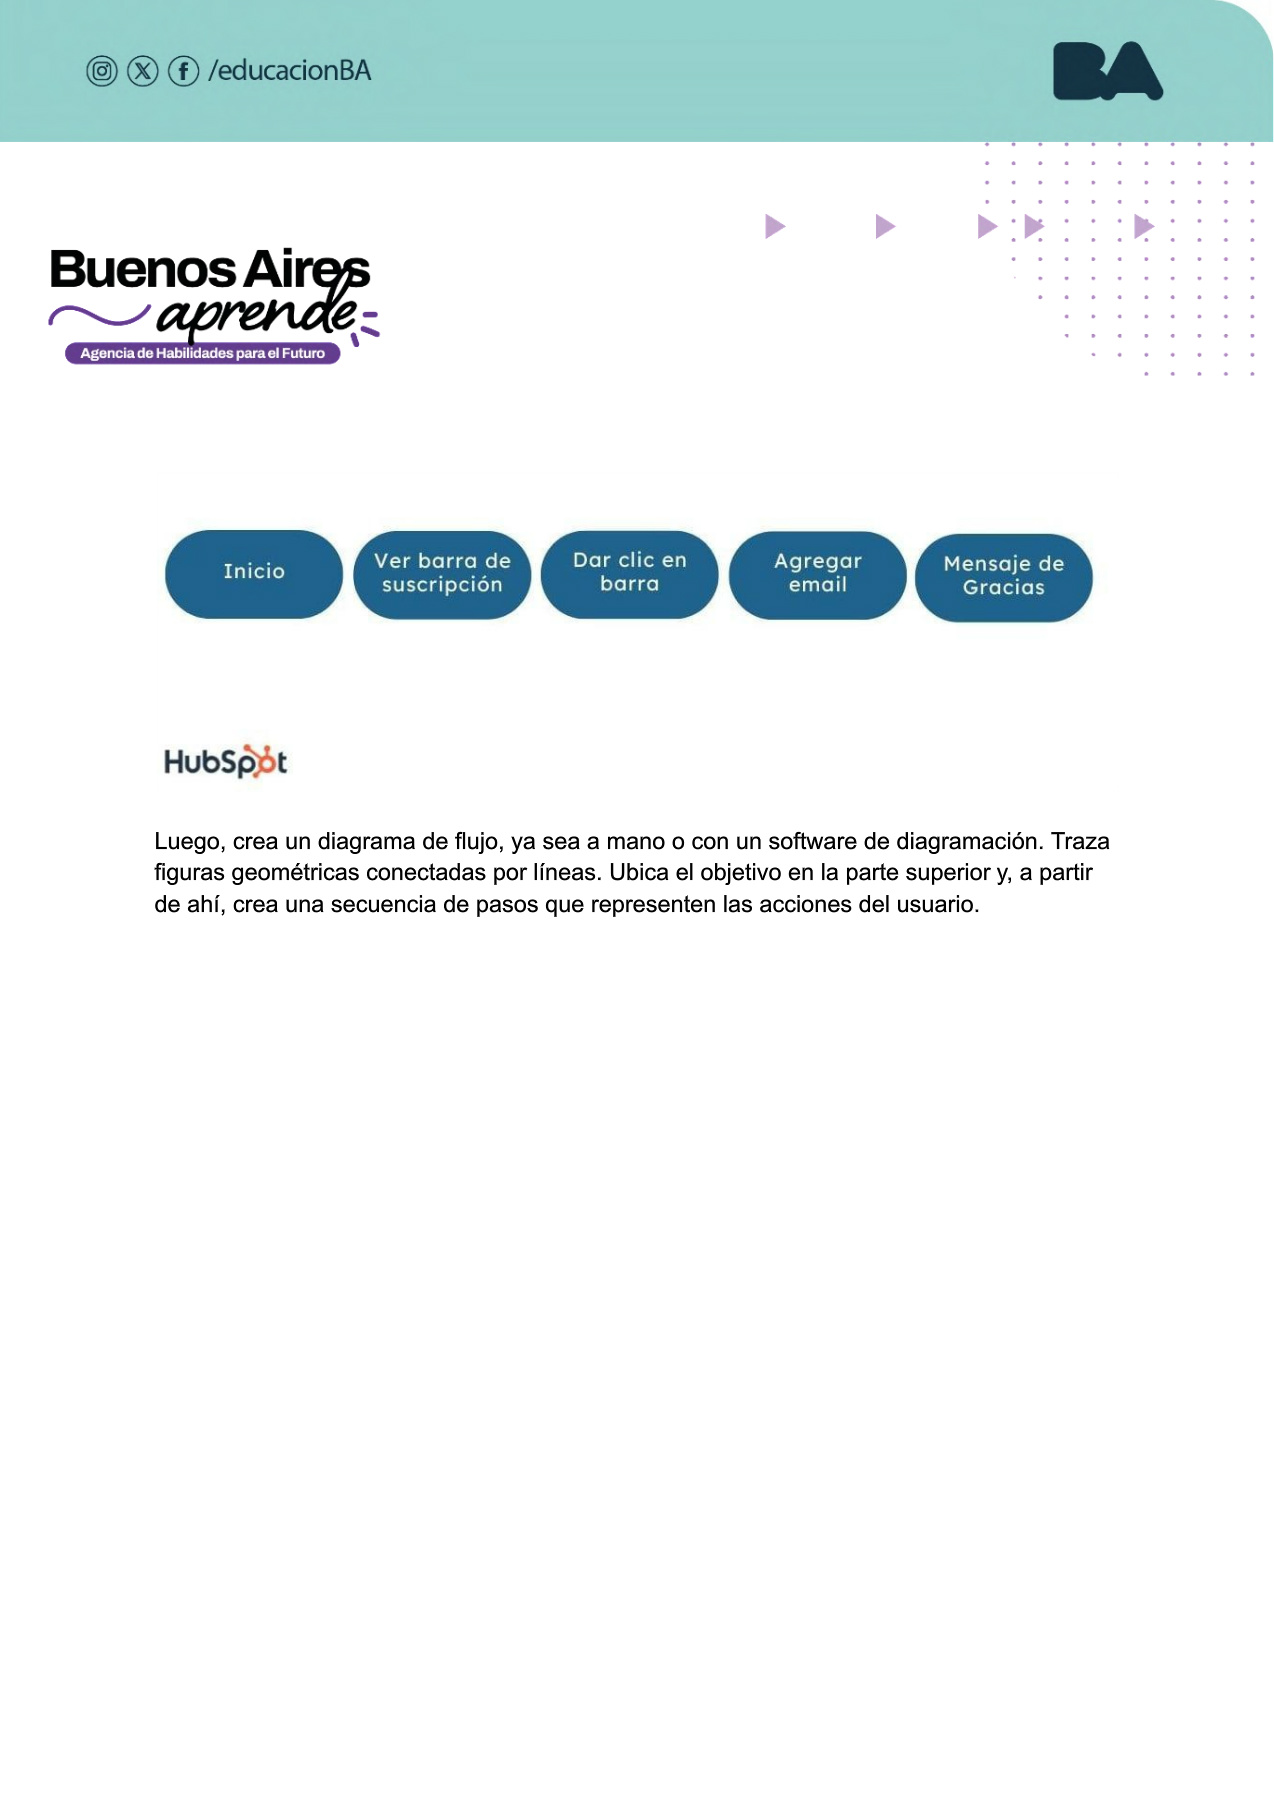 /educacionBA
BA
Buenos Aires
aprende
Agencia de Habilidades para el Futuro
Inicio
Ver barra de
suscripción
Dar clic en
barra
Agregar
email
Mensaje de
Gracias
HubSpot
Luego, crea un diagrama de flujo, ya sea a mano o con un software de diagramación. Traza
figuras geométricas conectadas por líneas. Ubica el objetivo en la parte superior y, a partir
de ahí, crea una secuencia de pasos que representen las acciones del usuario.